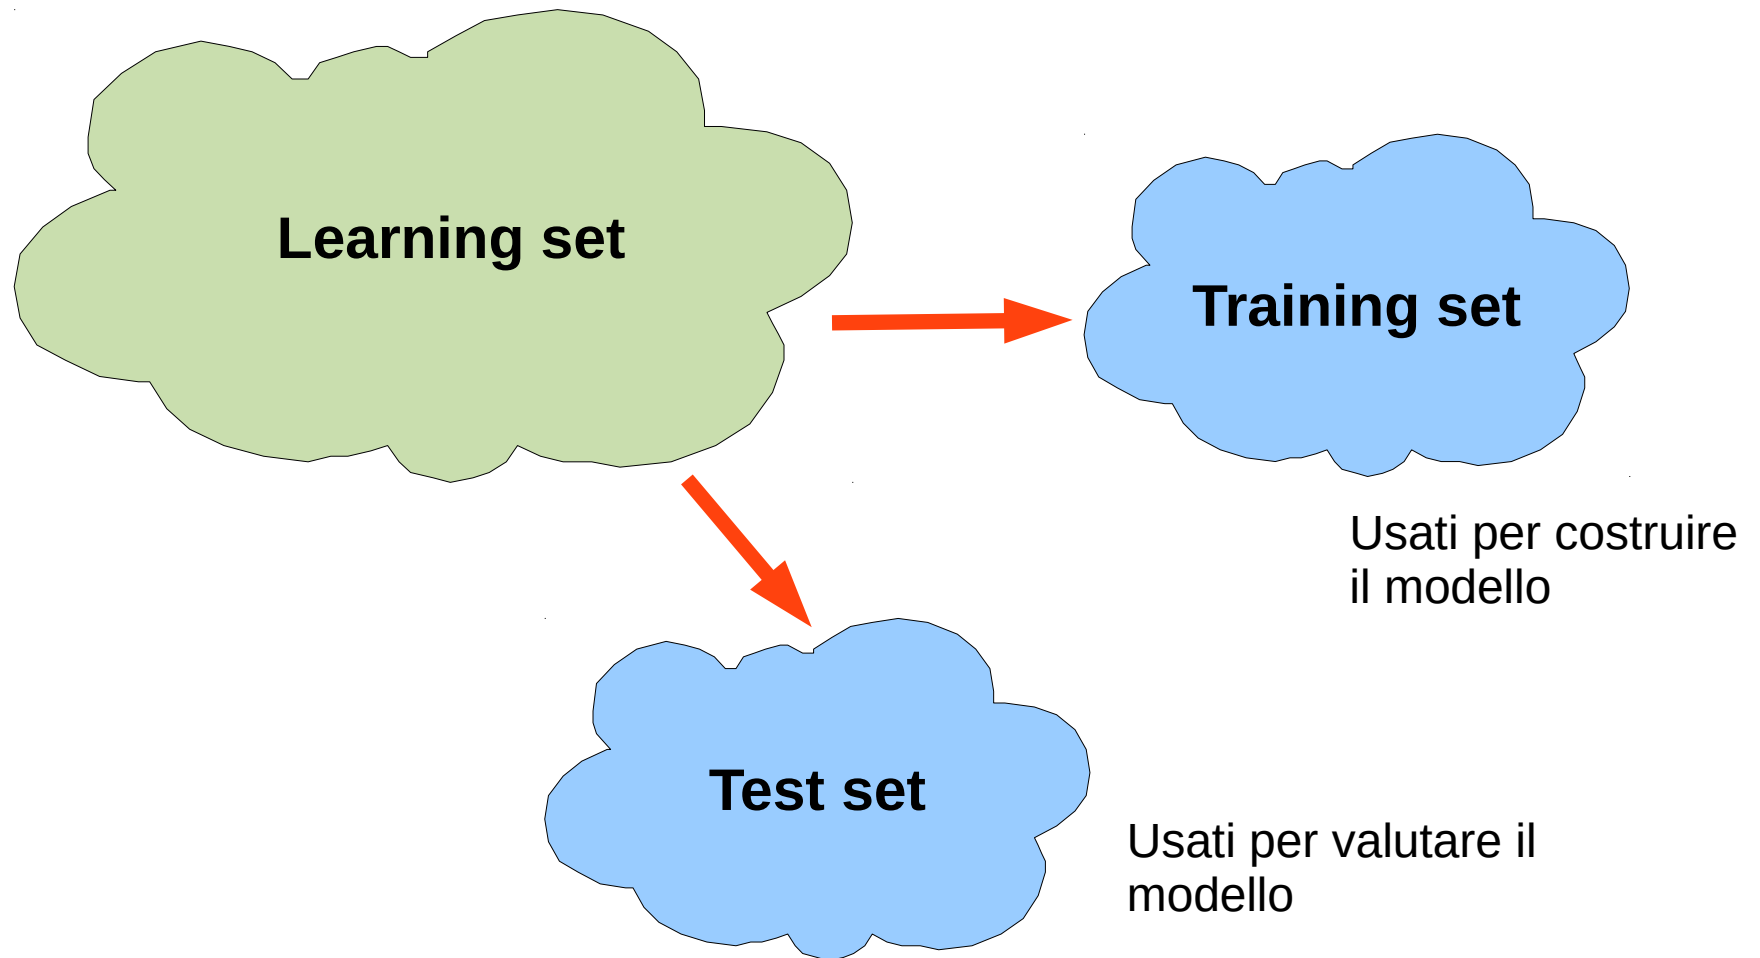 Learning set
Training set
Usati per costruire
il modello
Test set
Usati per valutare il
modello